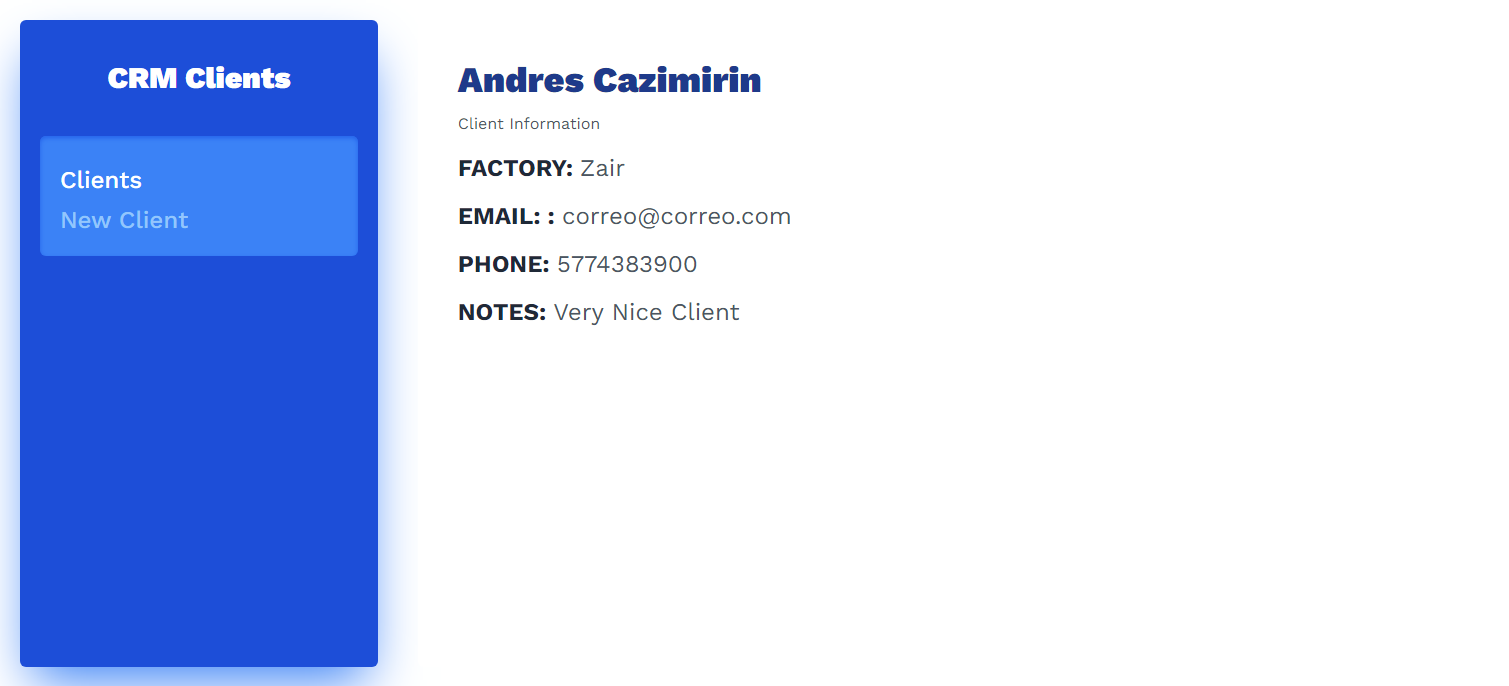 CRM Clients
Clients
New Client
Andres Cazimirin
Client Information
FACTORY: Zair
EMAIL: : correo@correo.com
PHONE: 5774383900
NOTES: Very Nice Client